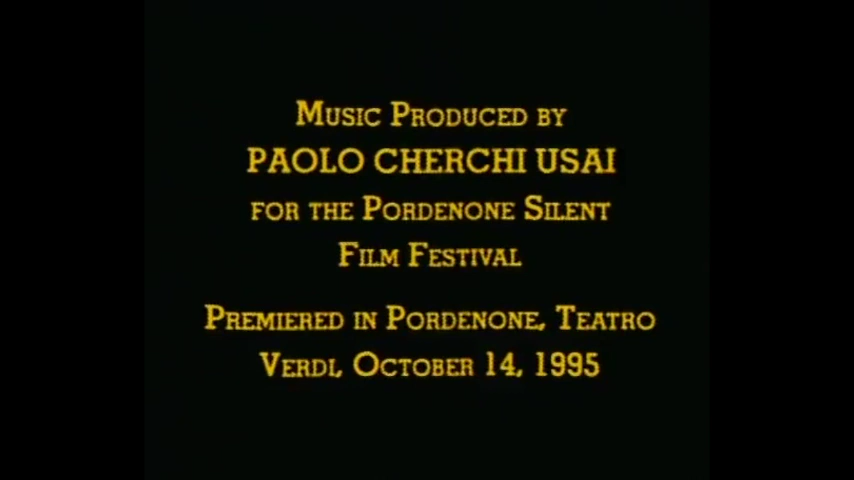 Music Produced by
PAOLO CHERCHI USAI
for the Pordenone Silent
Film Festival
Premiered in Pordenone, Teatro
Verdi, October 14, 1995